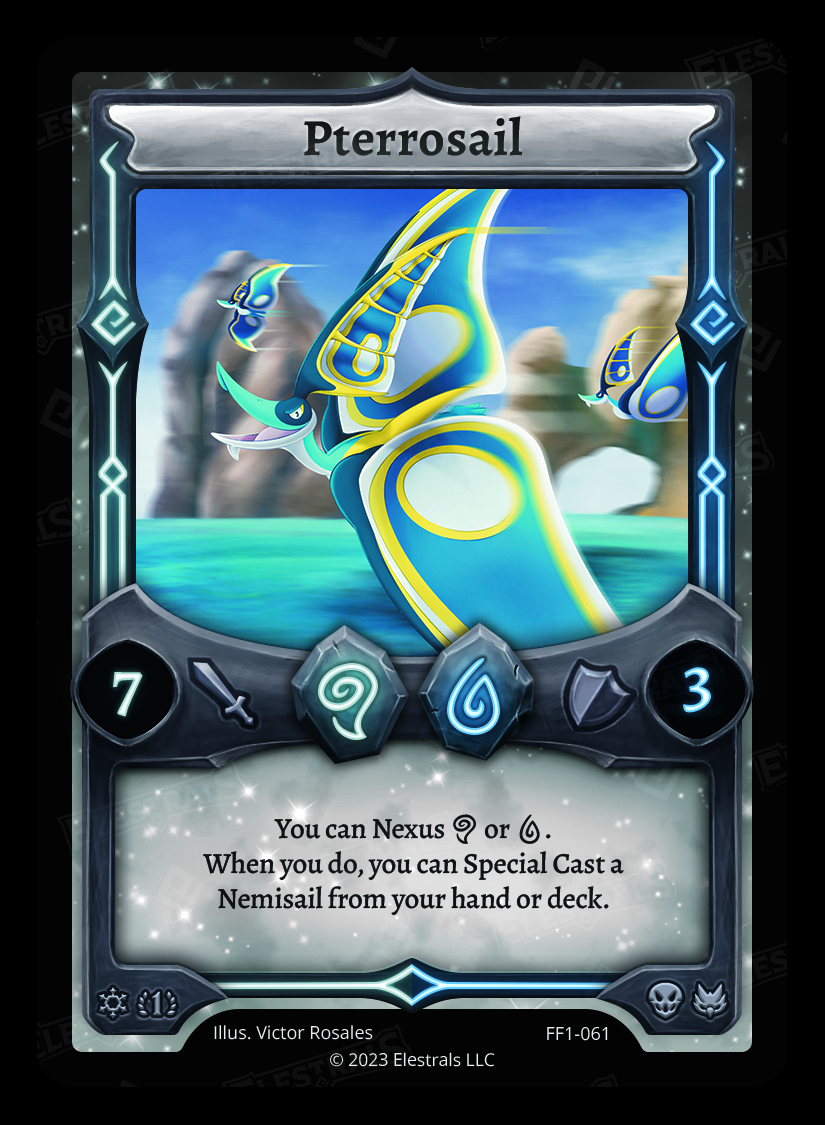 Pterrosail
7
3
You can Nexus or .
When you do, you can Special Cast a
Nemisail from your hand or deck.
1
Illus. Victor Rosales
FF1-061
© 2023 Elestrals LLC